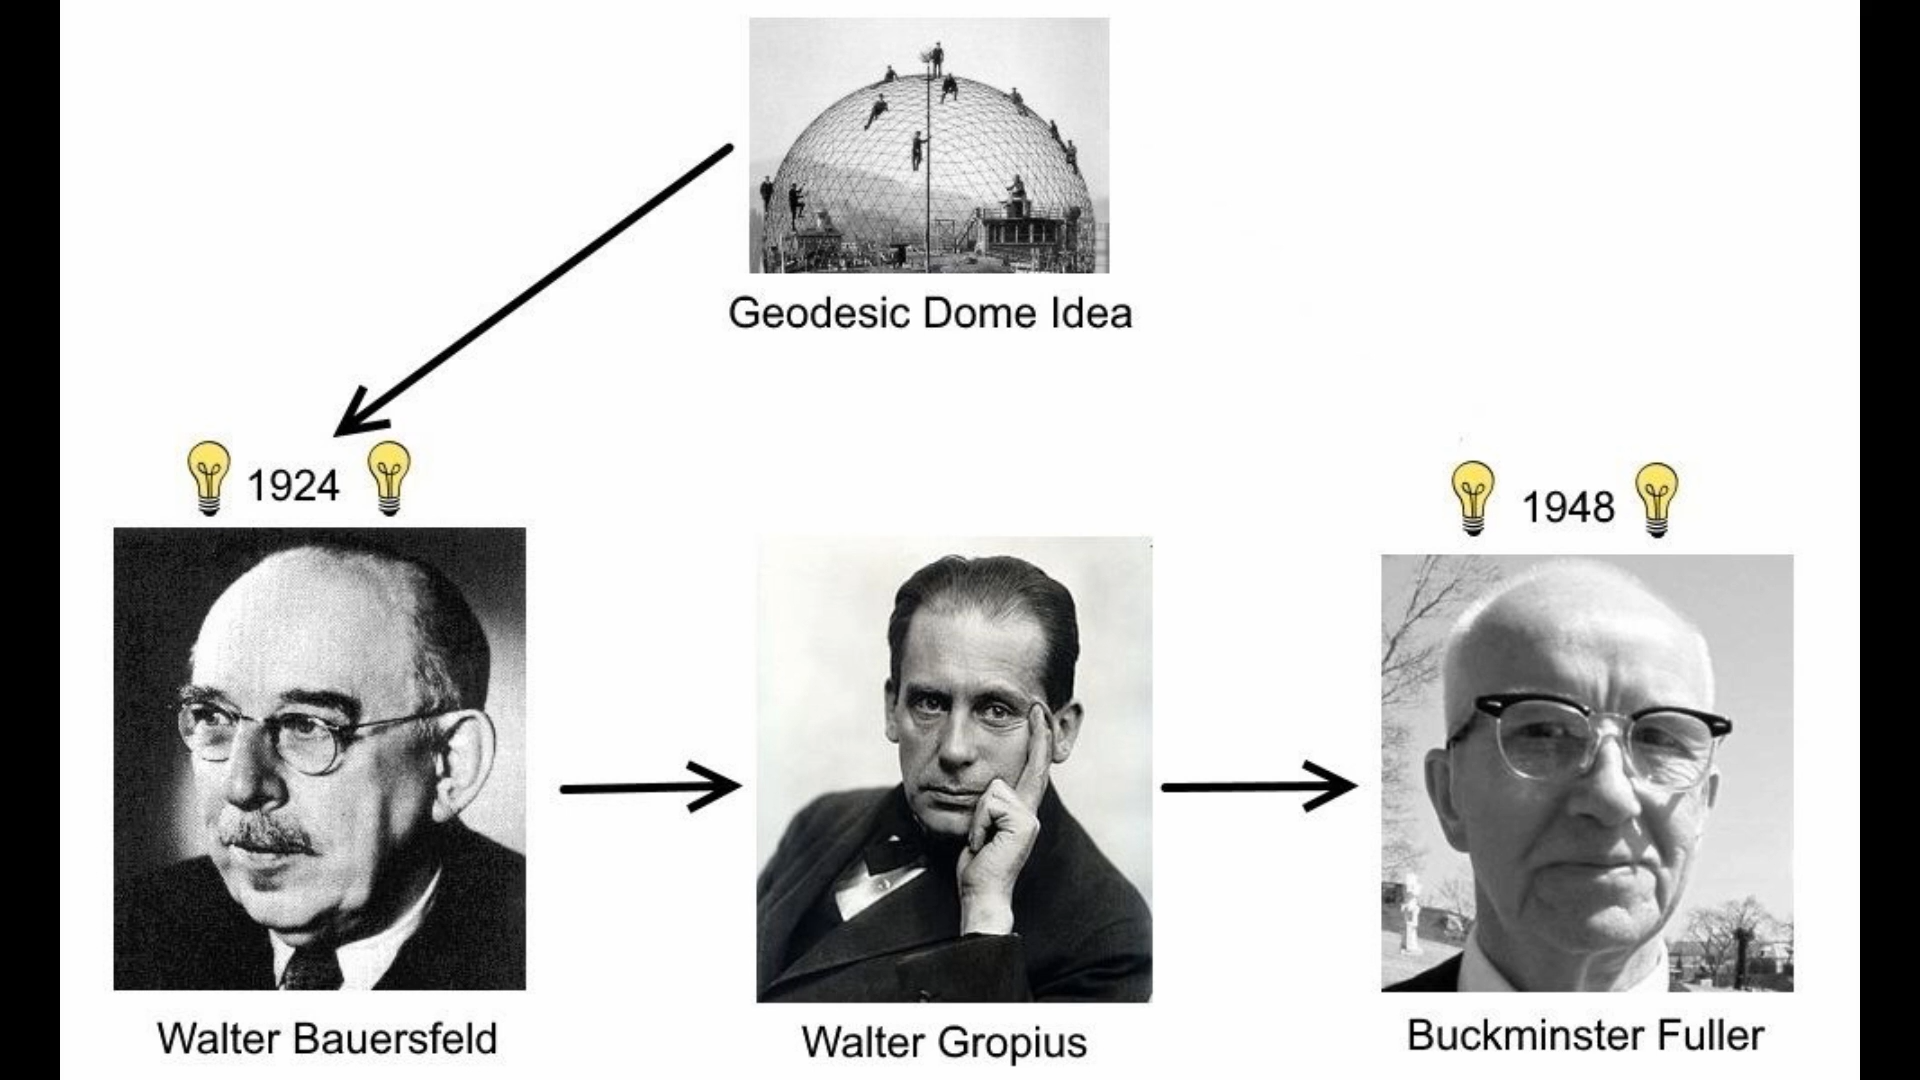 Geodesic Dome Idea
1924
1948
Walter Bauersfeld
Walter Gropius
Buckminster Fuller